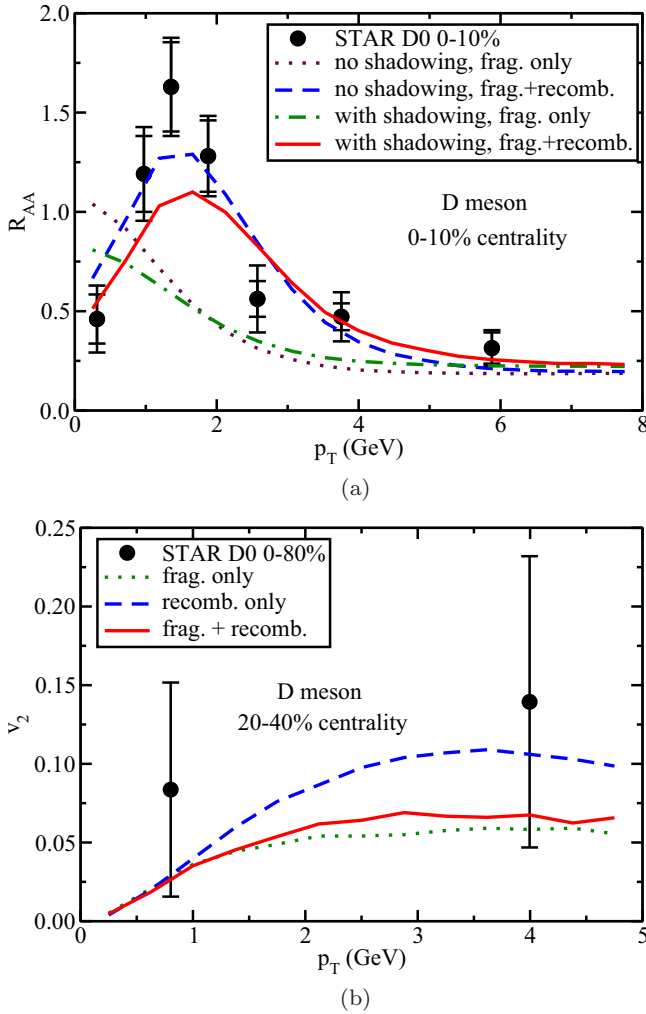 2.0
1.5
1.0
0.5
0.0
R_AA
STAR D0 0-10%
no shadowing, frag. only
no shadowing, frag.+recomb.
with shadowing, frag. only
with shadowing, frag.+recomb.
D meson
0-10% centrality
0 2 4 6 8
p_T (GeV)
(a)
0.25
0.20
0.15
0.10
0.05
0.00
v_2
STAR D0 0-80%
frag. only
recomb. only
frag. + recomb.
D meson
20-40% centrality
0 1 2 3 4 5
p_T (GeV)
(b)